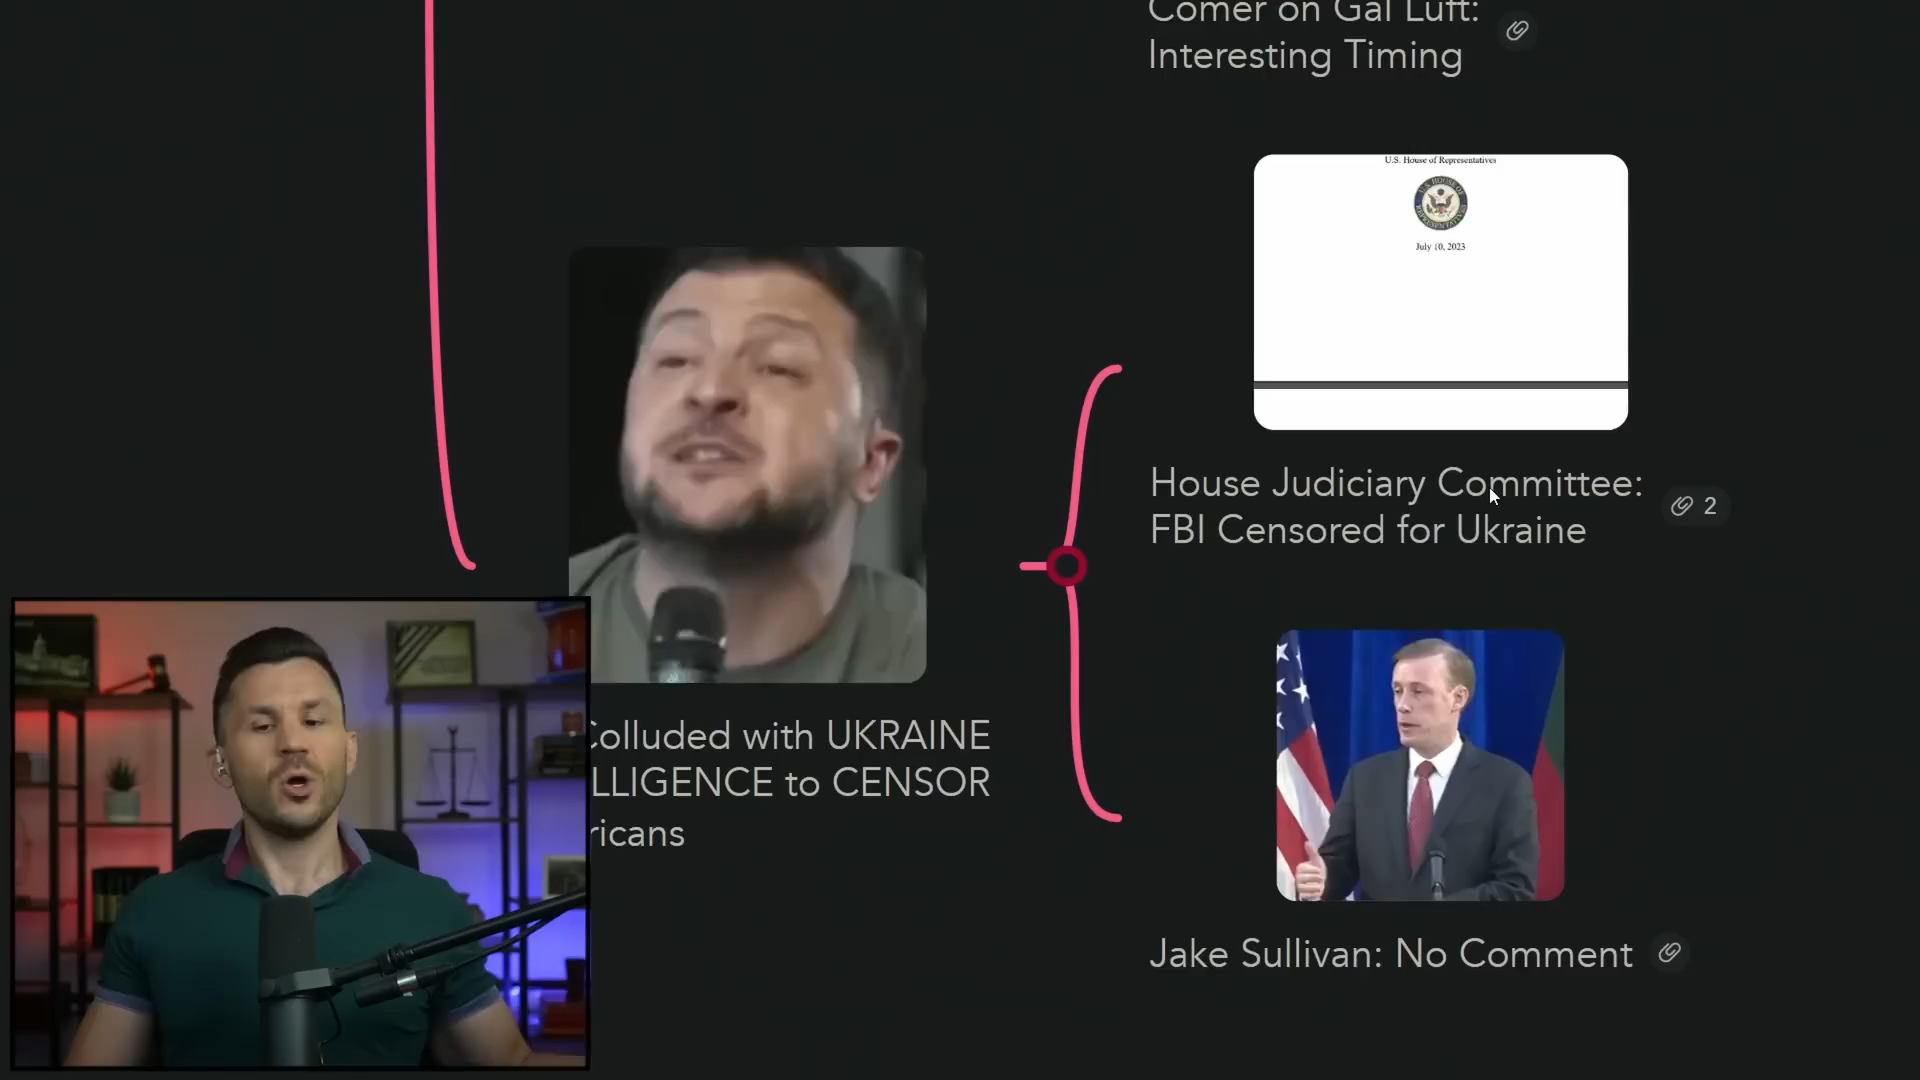 Comer on Gal Luft:
Interesting Timing
U.S. House of Representatives
July 10, 2023
House Judiciary Committee:
FBI Censored for Ukraine
2
Colluded with UKRAINE
LLIGENCE to CENSOR
ricans
Jake Sullivan: No Comment